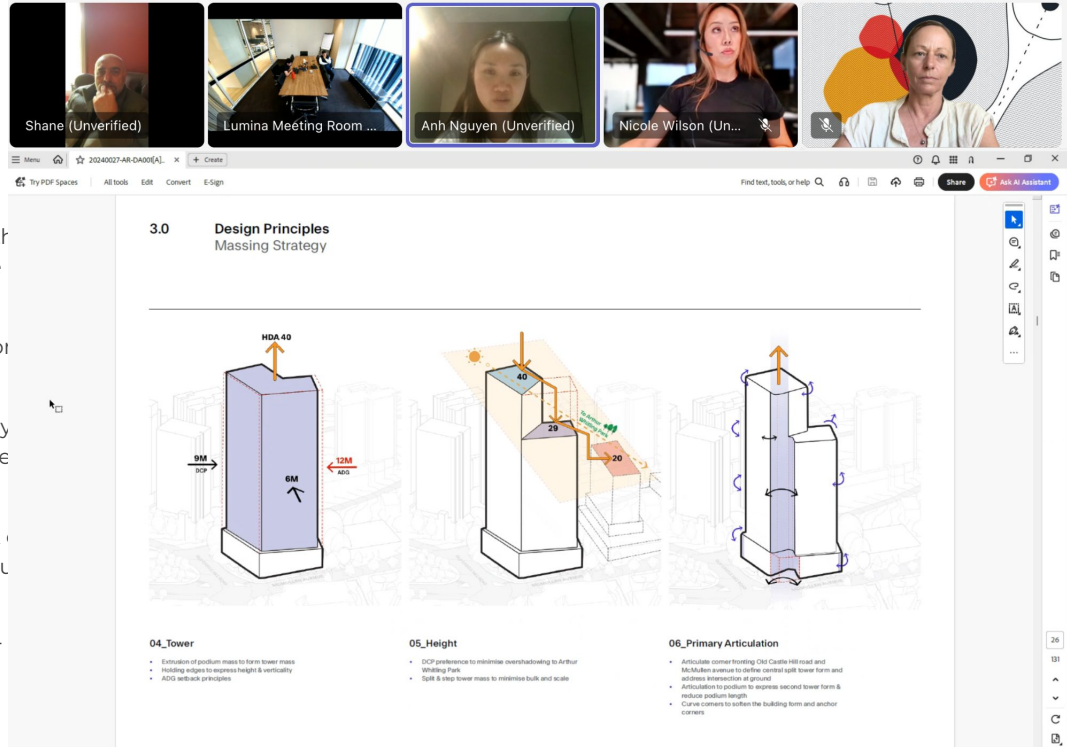 Shane (Unverified)
Lumina Meeting Room ...
Anh Nguyen (Unverified)
Nicole Wilson (Un...
Menu
20240027-AR-DA001[A]..
+ Create
Try PDF Spaces
All tools
Edit
Convert
E-Sign
Find text, tools, or help
Share
Ask AI Assistant
3.0
Design Principles
Massing Strategy
HDA 40
9M
DCP
12M
ADG
6M
40
29
20
To Arthur
Whitling Park
04_Tower
• Extrusion of podium mass to form tower mass
• Holding edges to express height & verticality
• ADG setback principles
05_Height
• DCP preference to minimise overshadowing to Arthur
Whitling Park
• Split & step tower mass to minimise bulk and scale
06_Primary Articulation
• Articulate corner fronting Old Castle Hill road and
McMullen avenue to define central split tower form and
address intersection at ground
• Articulation to podium to express second tower form &
reduce podium length
• Curve corners to soften the building form and anchor
corners
26
131